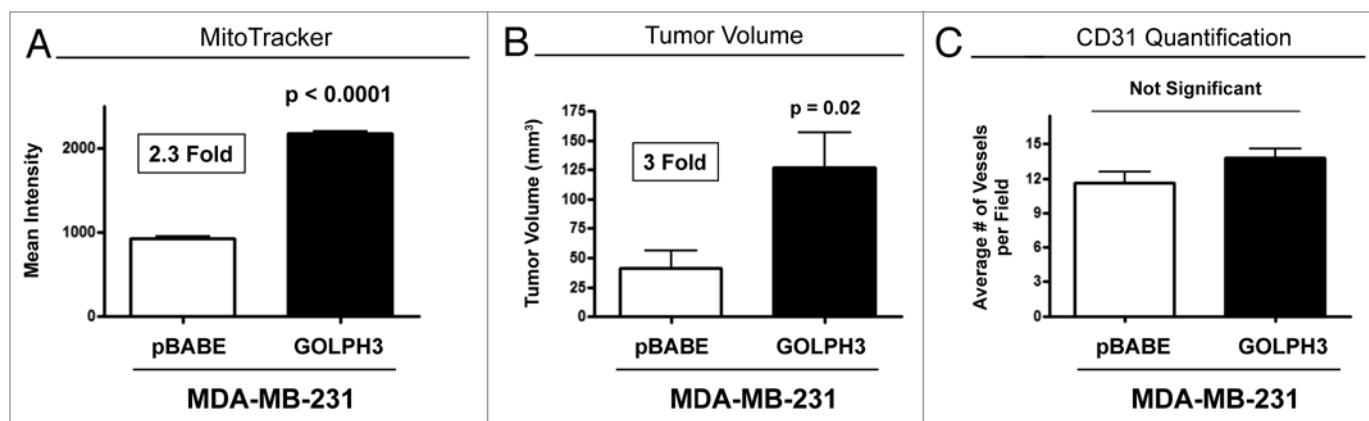 A
MitoTracker
p < 0.0001
2.3 Fold
Mean Intensity
2000
1000
0
pBABE
GOLPH3
MDA-MB-231
B
Tumor Volume
p = 0.02
3 Fold
Tumor Volume (mm³)
175
150
125
100
75
50
25
0
pBABE
GOLPH3
MDA-MB-231
C
CD31 Quantification
Not Significant
Average # of Vessels
per Field
15
12
9
6
3
0
pBABE
GOLPH3
MDA-MB-231